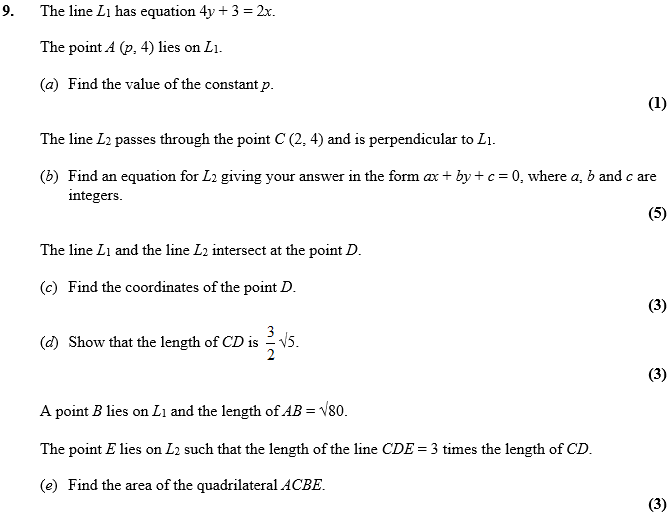 9. The line L₁ has equation 4y + 3 = 2x.
The point A (p, 4) lies on L₁.
(a) Find the value of the constant p.
(1)
The line L₂ passes through the point C (2, 4) and is perpendicular to L₁.
(b) Find an equation for L₂ giving your answer in the form ax + by + c = 0, where a, b and c are
integers.
(5)
The line L₁ and the line L₂ intersect at the point D.
(c) Find the coordinates of the point D.
(3)
(d) Show that the length of CD is 3/2 √5.
(3)
A point B lies on L₁ and the length of AB = √80.
The point E lies on L₂ such that the length of the line CDE = 3 times the length of CD.
(e) Find the area of the quadrilateral ACBE.
(3)